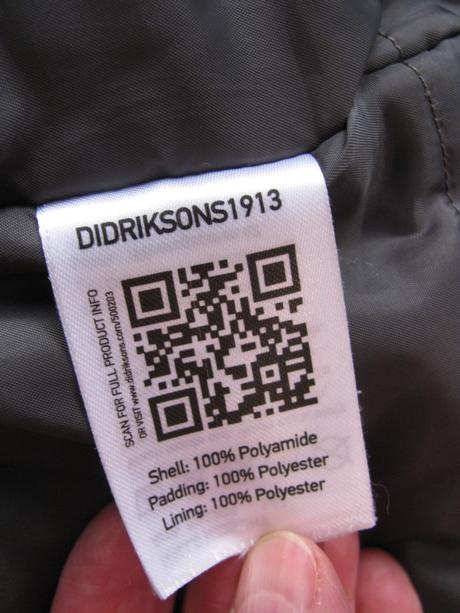 DIDRIKSONS1913
SCAN FOR FULL PRODUCT INFO
OR VISIT www.didriksons.com/500203
Shell: 100% Polyamide
Padding: 100% Polyester
Lining: 100% Polyester